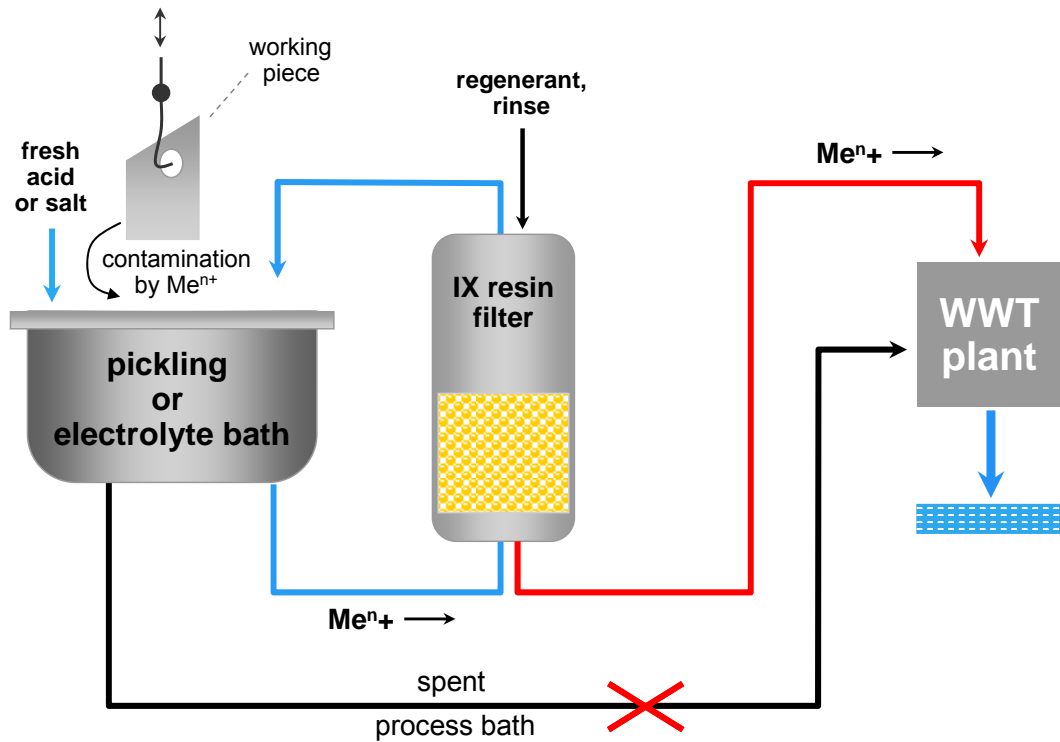 working
piece
regenerant,
rinse
Meⁿ+
fresh
acid
or salt
contamination
by Meⁿ⁺
IX resin
filter
WWT
plant
pickling
or
electrolyte bath
Meⁿ+
spent
process bath